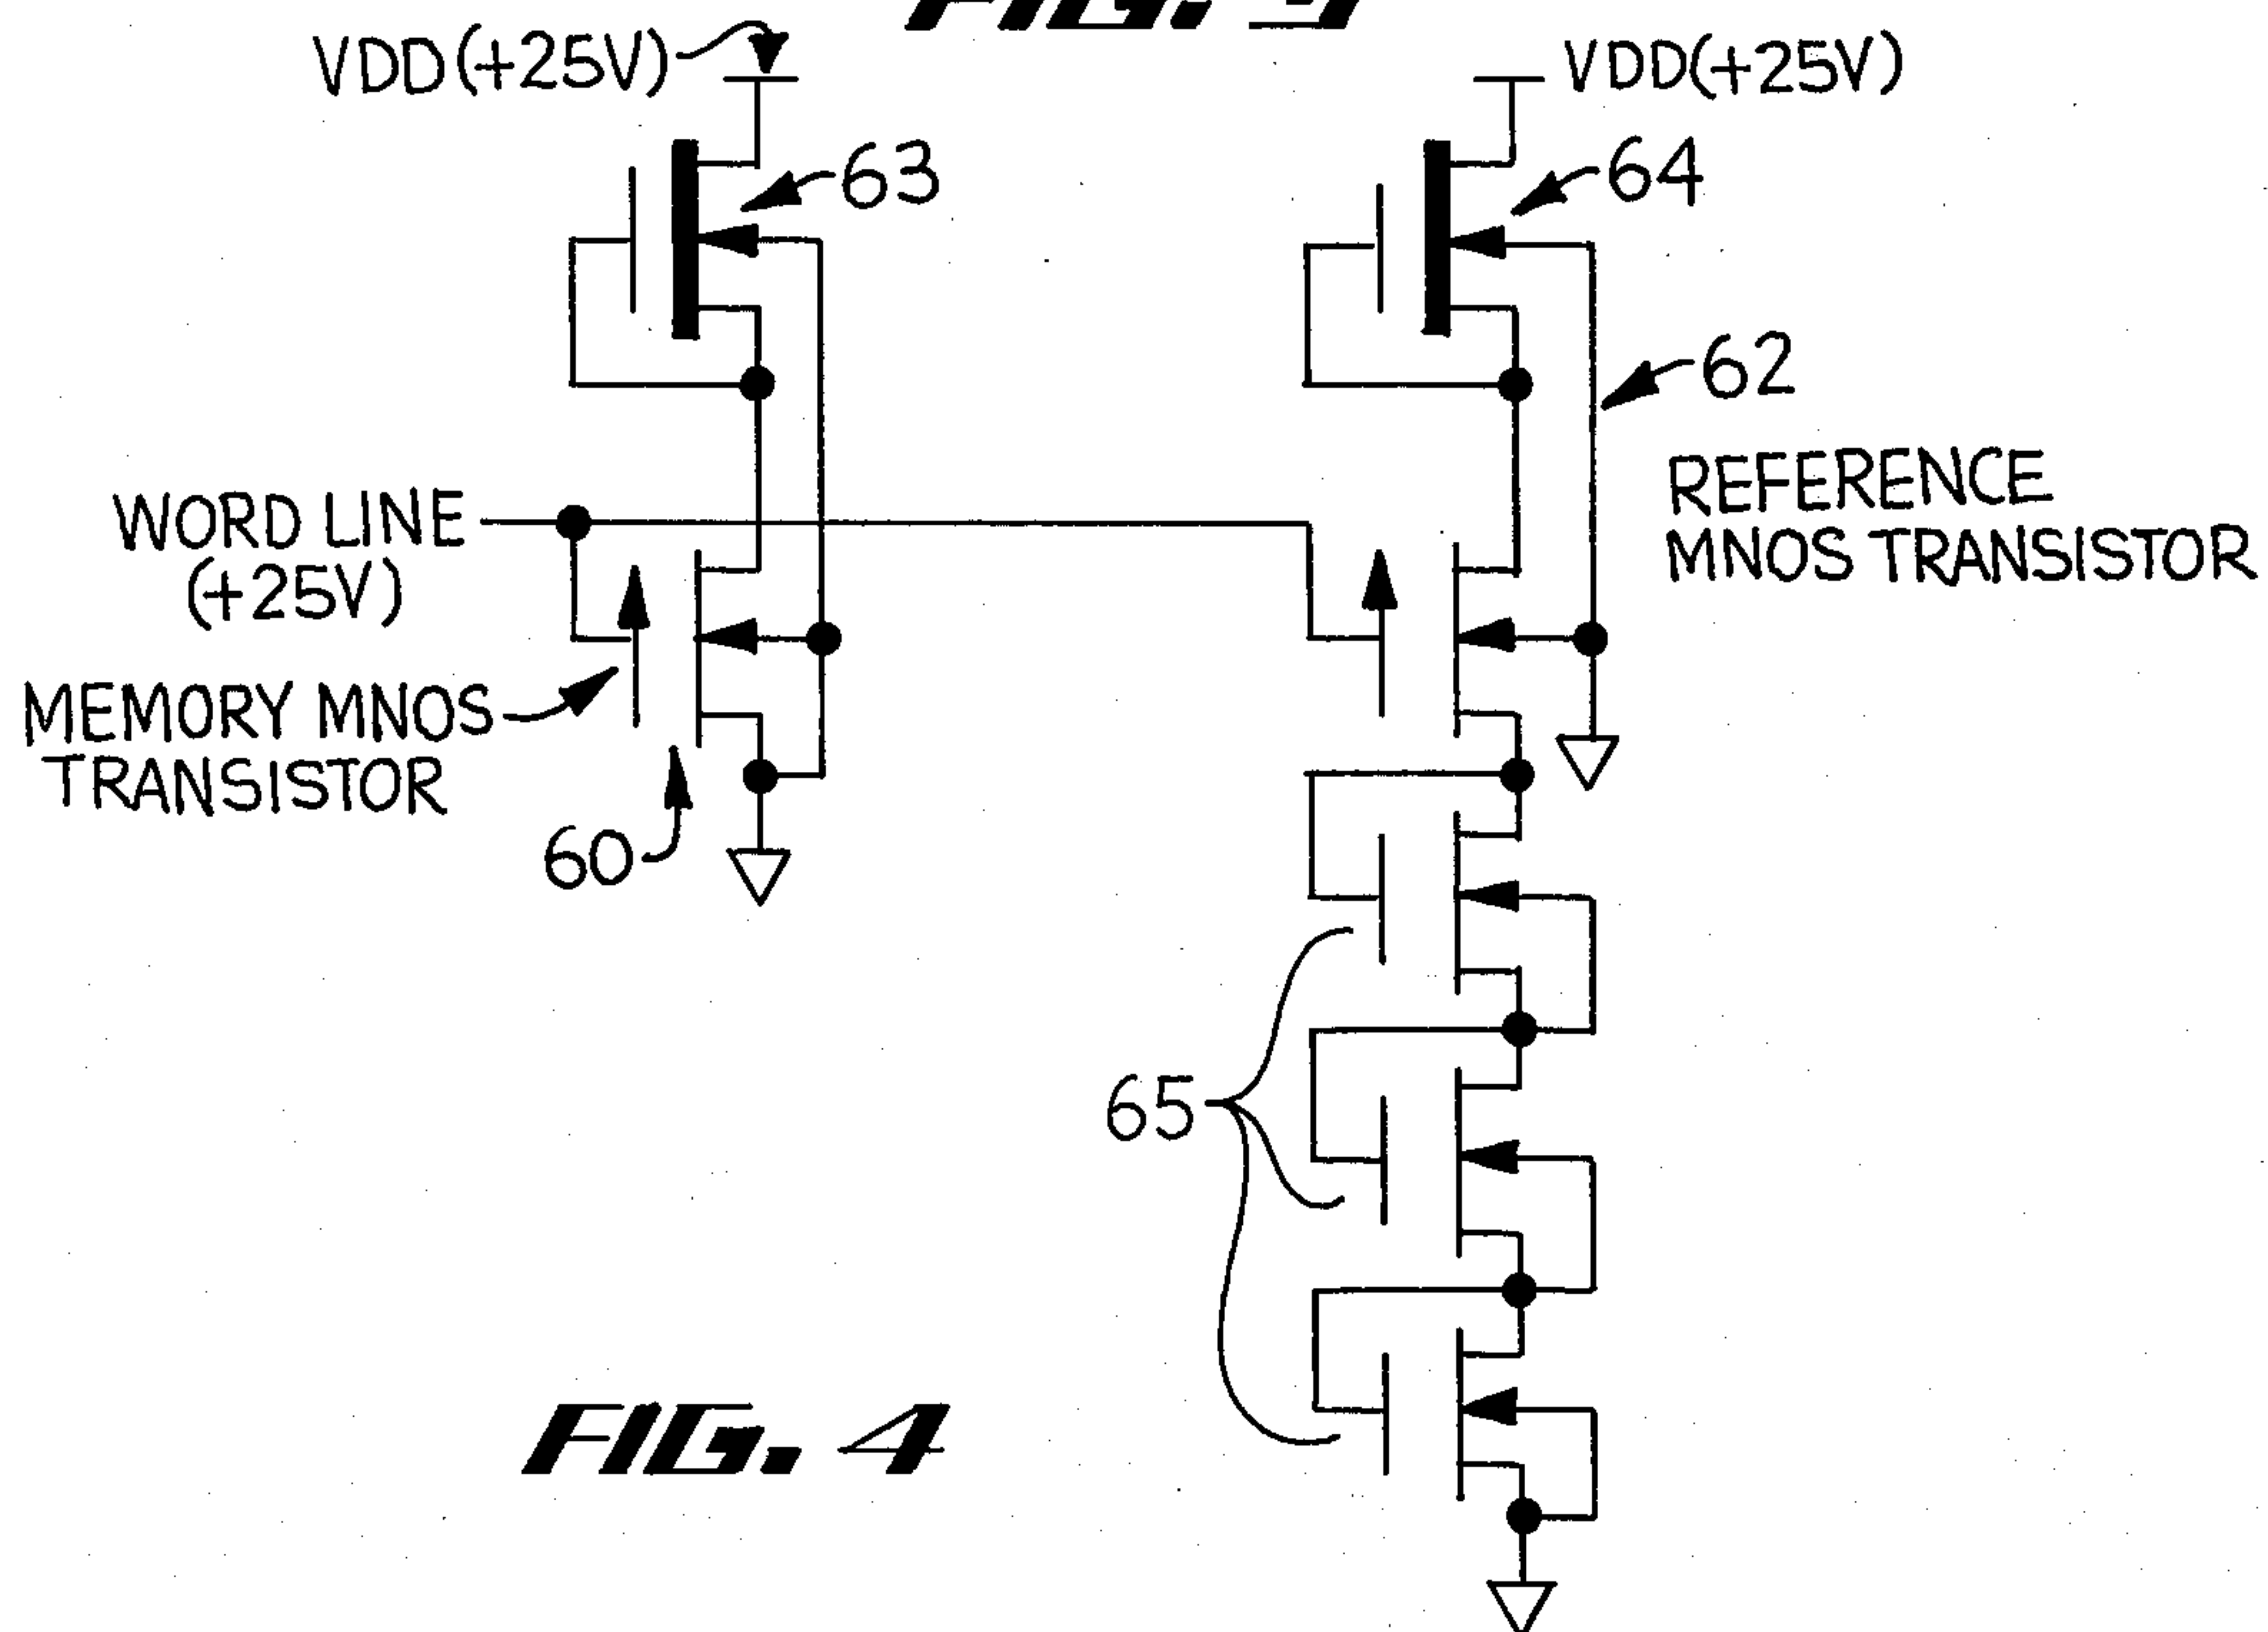 VDD (+25V)
VDD(+25V)
63
64
62
WORD LINE
(+25V)
REFERENCE
MNOS TRANSISTOR
MEMORY MNOS
TRANSISTOR
60
65
FIG. 4